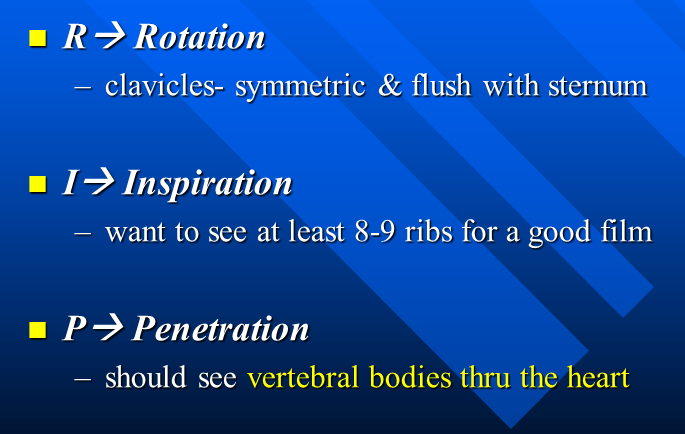 R→ Rotation
– clavicles- symmetric & flush with sternum
I→ Inspiration
– want to see at least 8-9 ribs for a good film
P→ Penetration
– should see vertebral bodies thru the heart